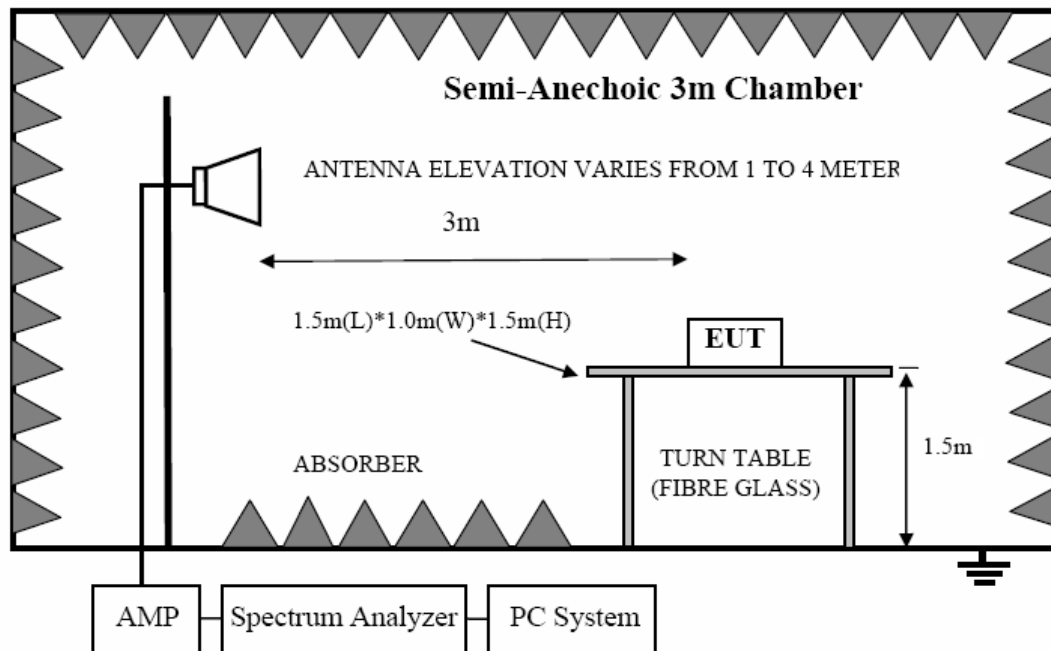 Semi-Anechoic 3m Chamber
ANTENNA ELEVATION VARIES FROM 1 TO 4 METER
3m
1.5m(L)*1.0m(W)*1.5m(H)
EUT
1.5m
ABSORBER
TURN TABLE
(FIBRE GLASS)
AMP
Spectrum Analyzer
PC System